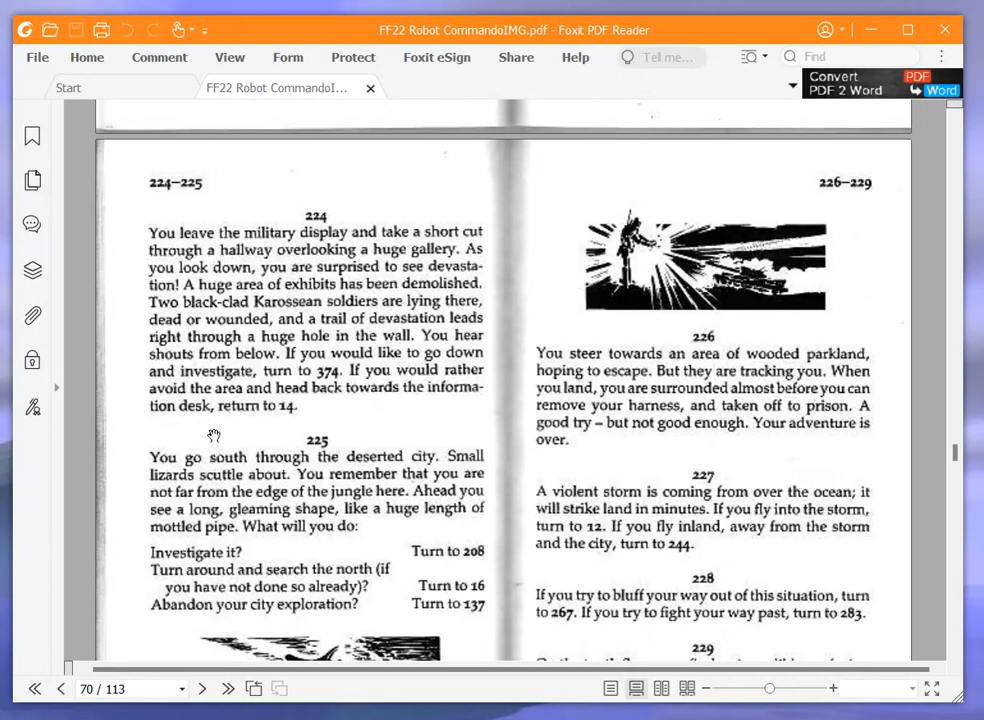 FF22 Robot CommandoIMG.pdf - Foxit PDF Reader
File Home Comment View Form Protect Foxit eSign Share Help Tell me... Find
Start FF22 Robot CommandoI...
Convert PDF
PDF 2 Word Word
224–225
224
You leave the military display and take a short cut
through a hallway overlooking a huge gallery. As
you look down, you are surprised to see devasta-
tion! A huge area of exhibits has been demolished.
Two black-clad Karossean soldiers are lying there,
dead or wounded, and a trail of devastation leads
right through a huge hole in the wall. You hear
shouts from below. If you would like to go down
and investigate, turn to 374. If you would rather
avoid the area and head back towards the informa-
tion desk, return to 14.
225
You go south through the deserted city. Small
lizards scuttle about. You remember that you are
not far from the edge of the jungle here. Ahead you
see a long, gleaming shape, like a huge length of
mottled pipe. What will you do:
Investigate it? Turn to 208
Turn around and search the north (if
you have not done so already)? Turn to 16
Abandon your city exploration? Turn to 137
226–229
226
You steer towards an area of wooded parkland,
hoping to escape. But they are tracking you. When
you land, you are surrounded almost before you can
remove your harness, and taken off to prison. A
good try – but not good enough. Your adventure is
over.
227
A violent storm is coming from over the ocean; it
will strike land in minutes. If you fly into the storm,
turn to 12. If you fly inland, away from the storm
and the city, turn to 244.
228
If you try to bluff your way out of this situation, turn
to 267. If you try to fight your way past, turn to 283.
229
70 / 113